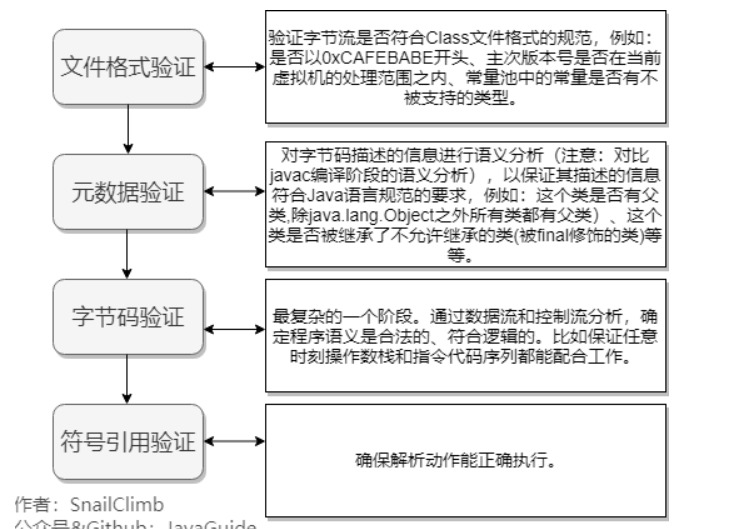 文件格式验证
验证字节流是否符合Class文件格式的规范，例如：
是否以0xCAFEBABE开头、主次版本号是否在当前
虚拟机的处理范围之内、常量池中的常量是否有不
被支持的类型。
元数据验证
对字节码描述的信息进行语义分析（注意：对比
javac编译阶段的语义分析），以保证其描述的信息
符合Java语言规范的要求，例如：这个类是否有父
类,除java.lang.Object之外所有类都有父类）、这个
类是否被继承了不允许继承的类(被final修饰的类)等
等。
字节码验证
最复杂的一个阶段。通过数据流和控制流分析，确
定程序语义是合法的、符合逻辑的。比如保证任意
时刻操作数栈和指令代码序列都能配合工作。
符号引用验证
确保解析动作能正确执行。
作者：SnailClimb
公众号&Github：JavaGuide